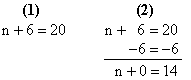 (1) (2)
n + 6 = 20 n + 6 = 20
−6 = −6
n + 0 = 14